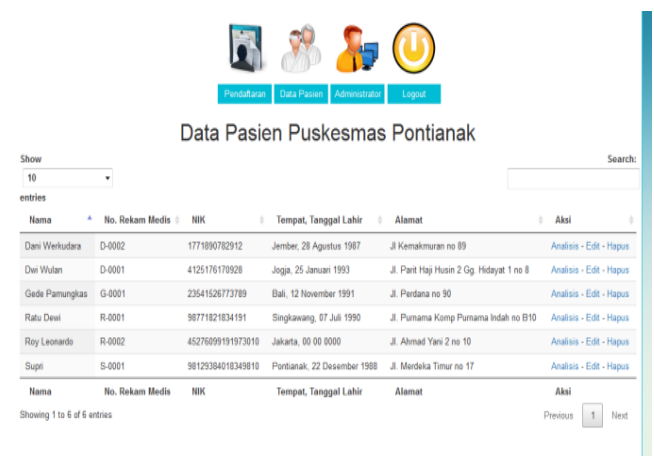 Pendaftaran Data Pasien Administrator Logout
Data Pasien Puskesmas Pontianak
Show Search:
10
entries
Nama No. Rekam Medis NIK Tempat, Tanggal Lahir Alamat Aksi
Dani Werkudara D-0002 1771890782912 Jember, 28 Agustus 1987 Jl Kemakmuran no 89 Analisis - Edit - Hapus
Dwi Wulan D-0001 4125176170928 Jogja, 25 Januari 1993 Jl. Parit Haji Husin 2 Gg. Hidayat 1 no 8 Analisis - Edit - Hapus
Gede Pamungkas G-0001 23541526773789 Bali, 12 November 1991 Jl. Perdana no 90 Analisis - Edit - Hapus
Ratu Dewi R-0001 98771821834191 Singkawang, 07 Juli 1990 Jl. Purnama Komp Purnama Indah no B10 Analisis - Edit - Hapus
Roy Leonardo R-0002 45276099191973010 Jakarta, 00 00 0000 Jl. Ahmad Yani 2 no 10 Analisis - Edit - Hapus
Supri S-0001 98129384018349810 Pontianak, 22 Desember 1988 Jl. Merdeka Timur no 17 Analisis - Edit - Hapus
Nama No. Rekam Medis NIK Tempat, Tanggal Lahir Alamat Aksi
Showing 1 to 6 of 6 entries Previous 1 Next